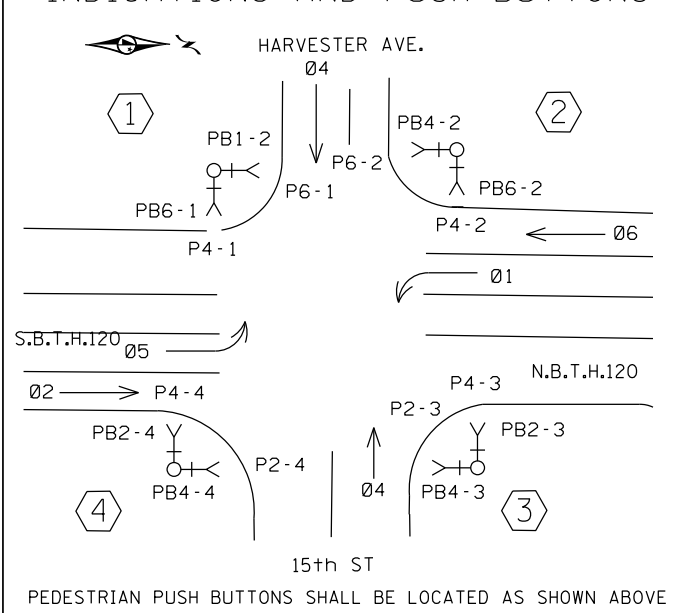 INDICATIONS AND PUSH BUTTONS
HARVESTER AVE.
Ø4
1
2
PB1-2
PB4-2
P6-2
P6-1
PB6-2
PB6-1
P4-2
P4-1
Ø6
Ø1
S.B.T.H.120
Ø5
N.B.T.H.120
Ø2
P4-4
P4-3
P2-3
PB2-4
PB2-3
P2-4
PB4-4
Ø4
PB4-3
4
3
15th ST
PEDESTRIAN PUSH BUTTONS SHALL BE LOCATED AS SHOWN ABOVE